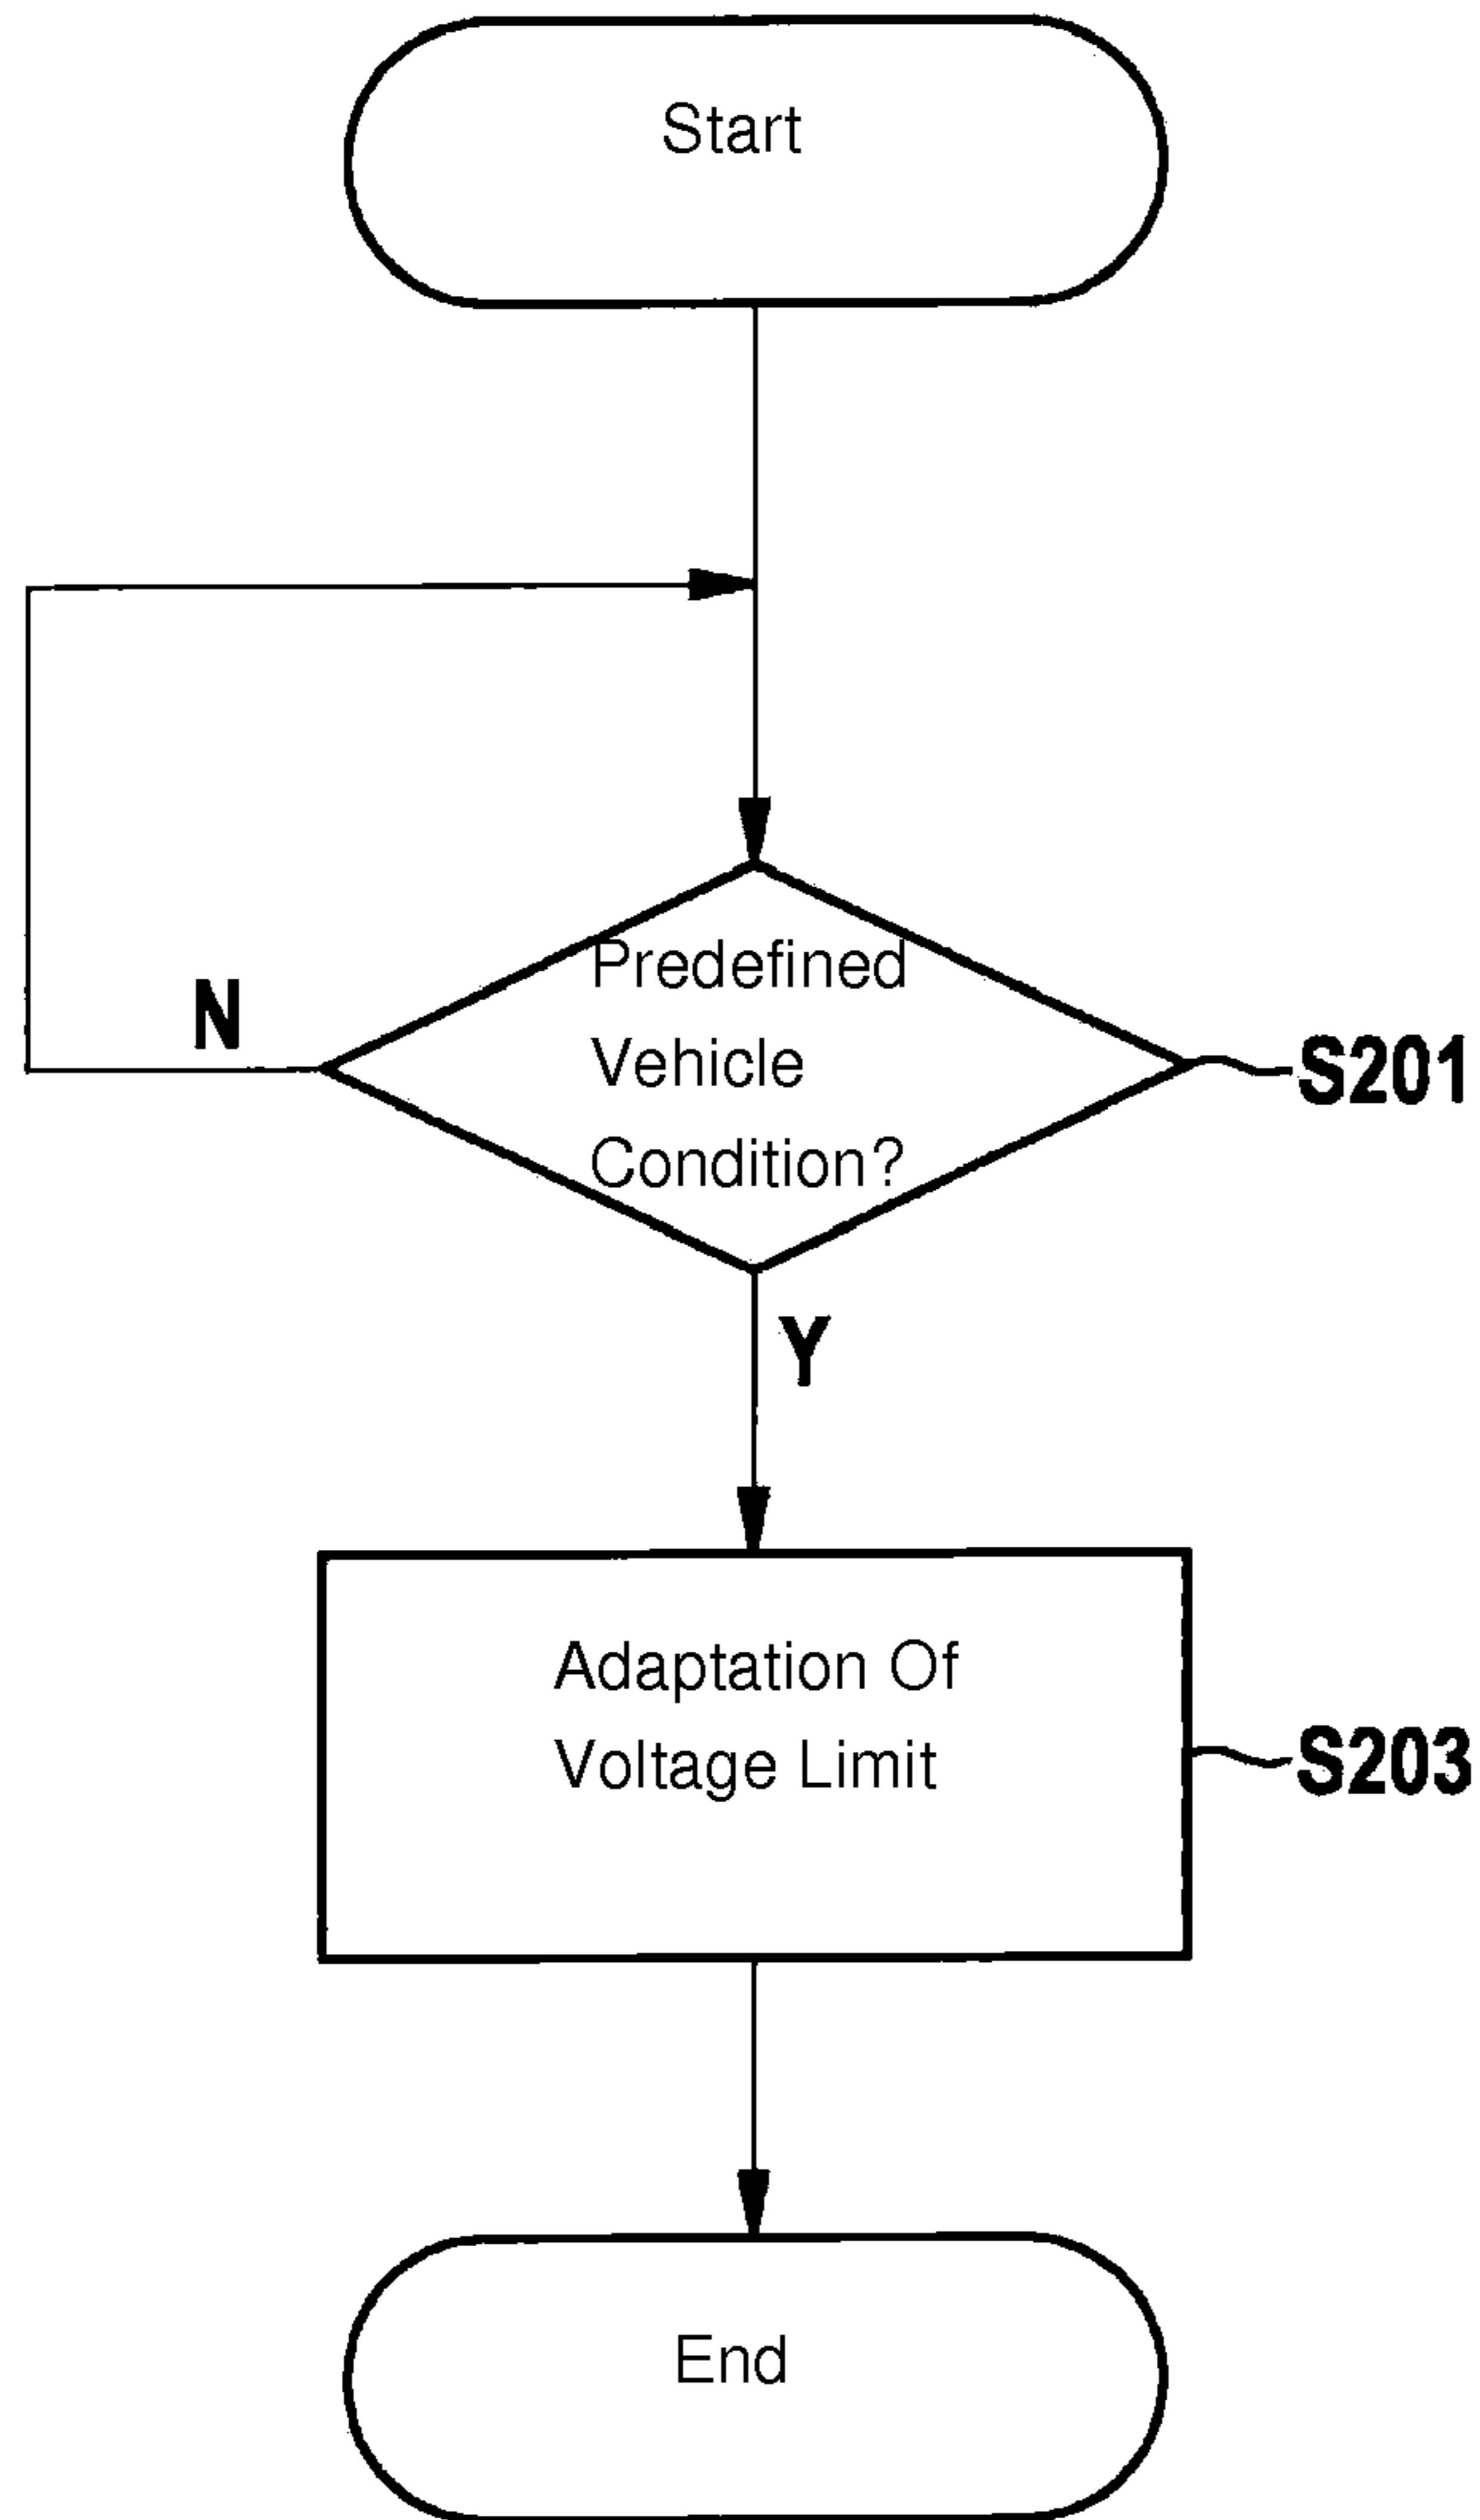 Start
Predefined
Vehicle
Condition?
N
S201
Y
Adaptation Of
Voltage Limit
S203
End